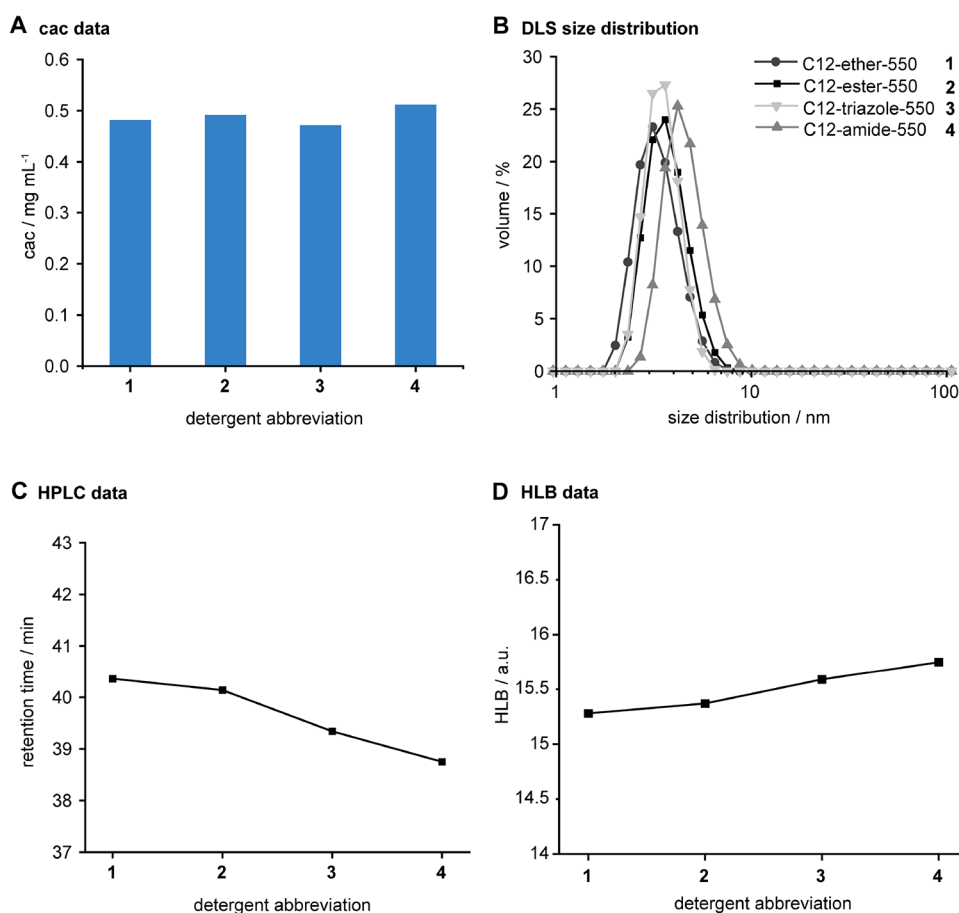 A cac data
0.6
0.5
0.4
0.3
0.2
0.1
0.0
cac / mg mL⁻¹
1 2 3 4
detergent abbreviation
B DLS size distribution
30
25
20
15
10
5
0
volume / %
C12-ether-550 1
C12-ester-550 2
C12-triazole-550 3
C12-amide-550 4
1 10 100
size distribution / nm
C HPLC data
43
42
41
40
39
38
37
retention time / min
1 2 3 4
detergent abbreviation
D HLB data
17
16.5
16
15.5
15
14.5
14
HLB / a.u.
1 2 3 4
detergent abbreviation